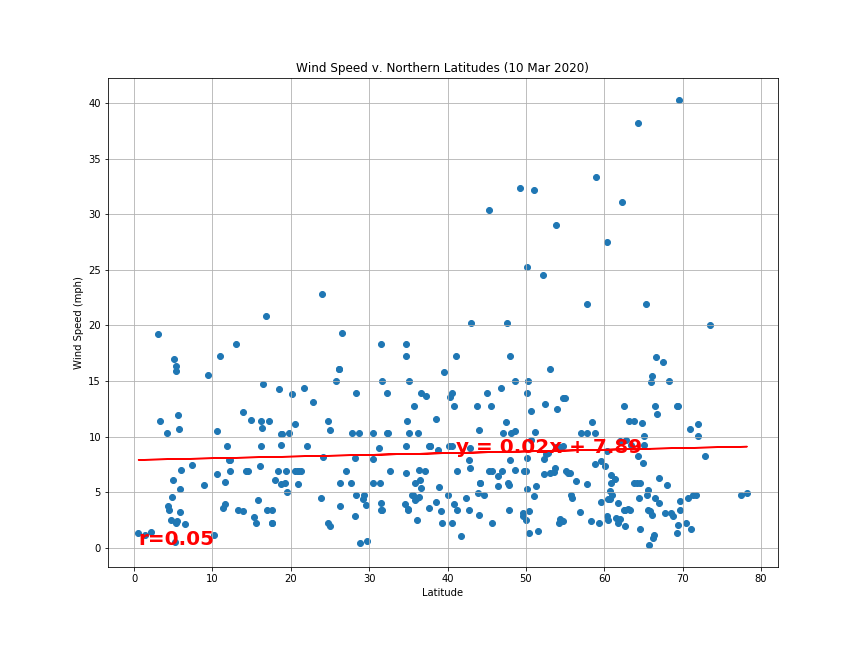 Wind Speed v. Northern Latitudes (10 Mar 2020)
40
35
30
25
20
15
10
5
0
Wind Speed (mph)
y = 0.02x + 7.89
r=0.05
0 10 20 30 40 50 60 70 80
Latitude